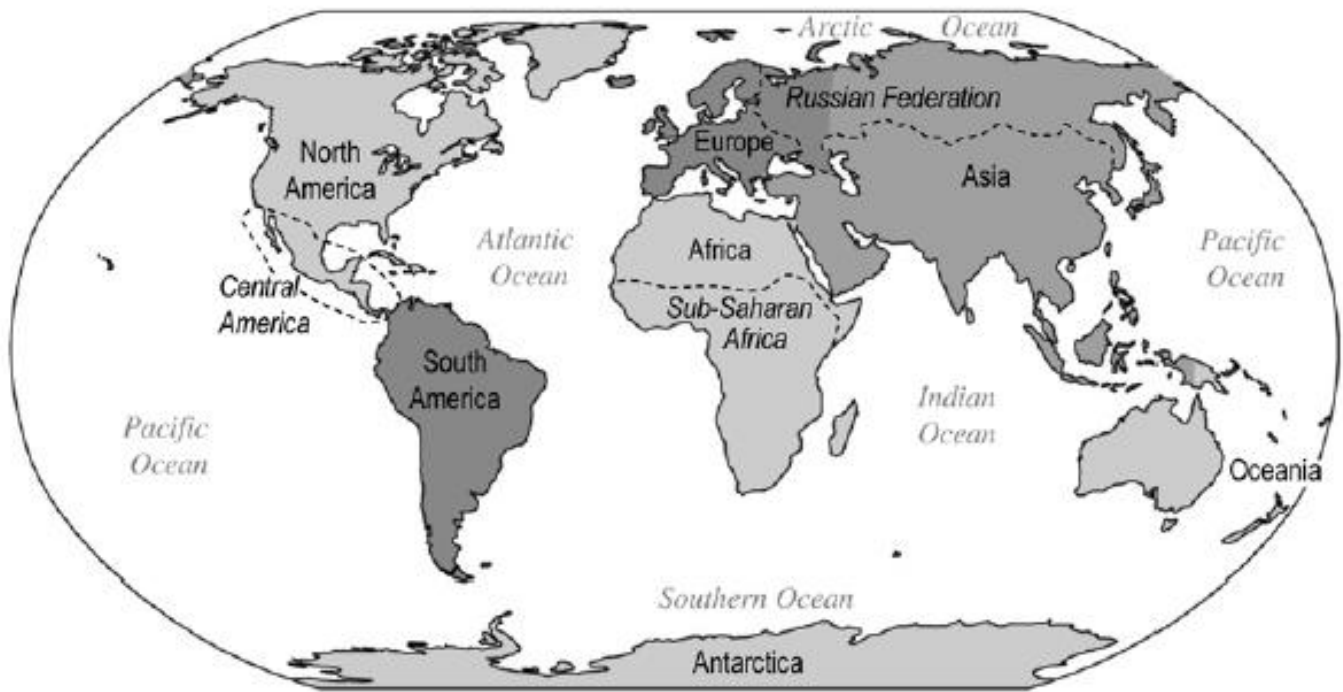 Arctic Ocean
Russian Federation
Europe
North
America
Asia
Atlantic
Ocean
Africa
Pacific
Ocean
Central
America
Sub-Saharan
Africa
South
America
Indian
Ocean
Pacific
Ocean
Oceania
Southern Ocean
Antarctica